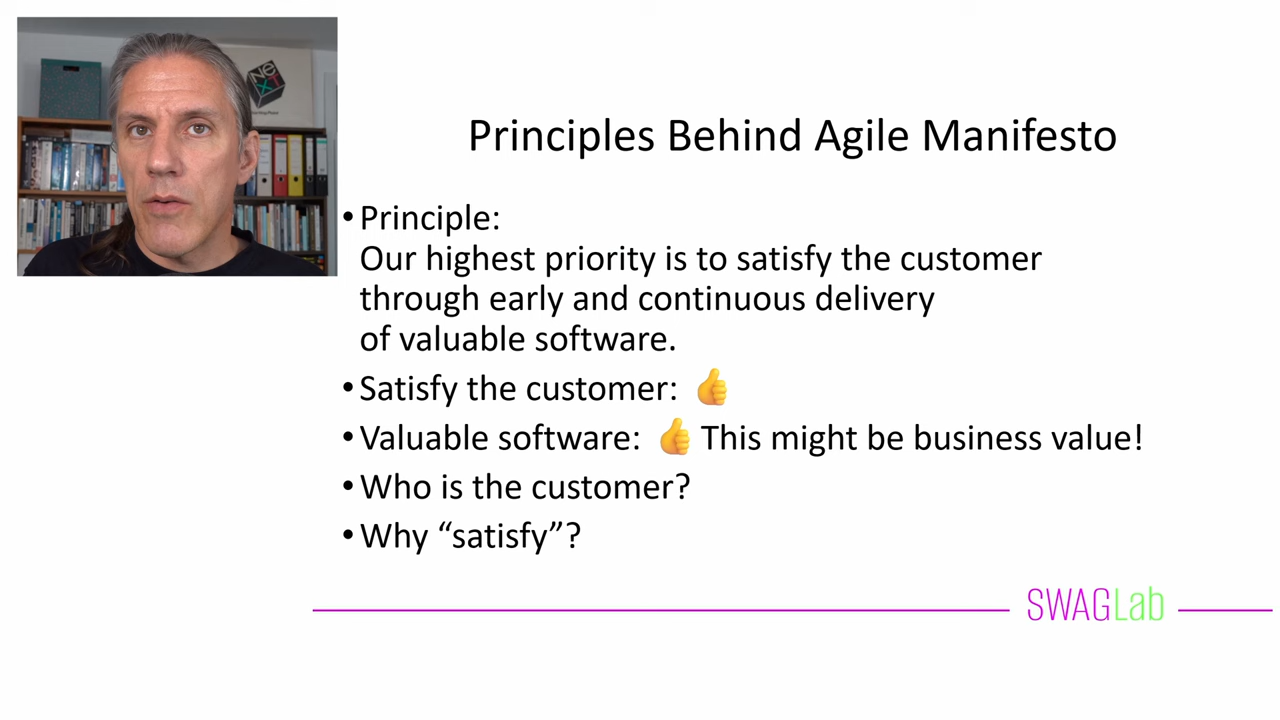 NeXT
Principles Behind Agile Manifesto
• Principle:
Our highest priority is to satisfy the customer
through early and continuous delivery
of valuable software.
• Satisfy the customer: 👍
• Valuable software: 👍 This might be business value!
• Who is the customer?
• Why “satisfy”?
SWAGLab